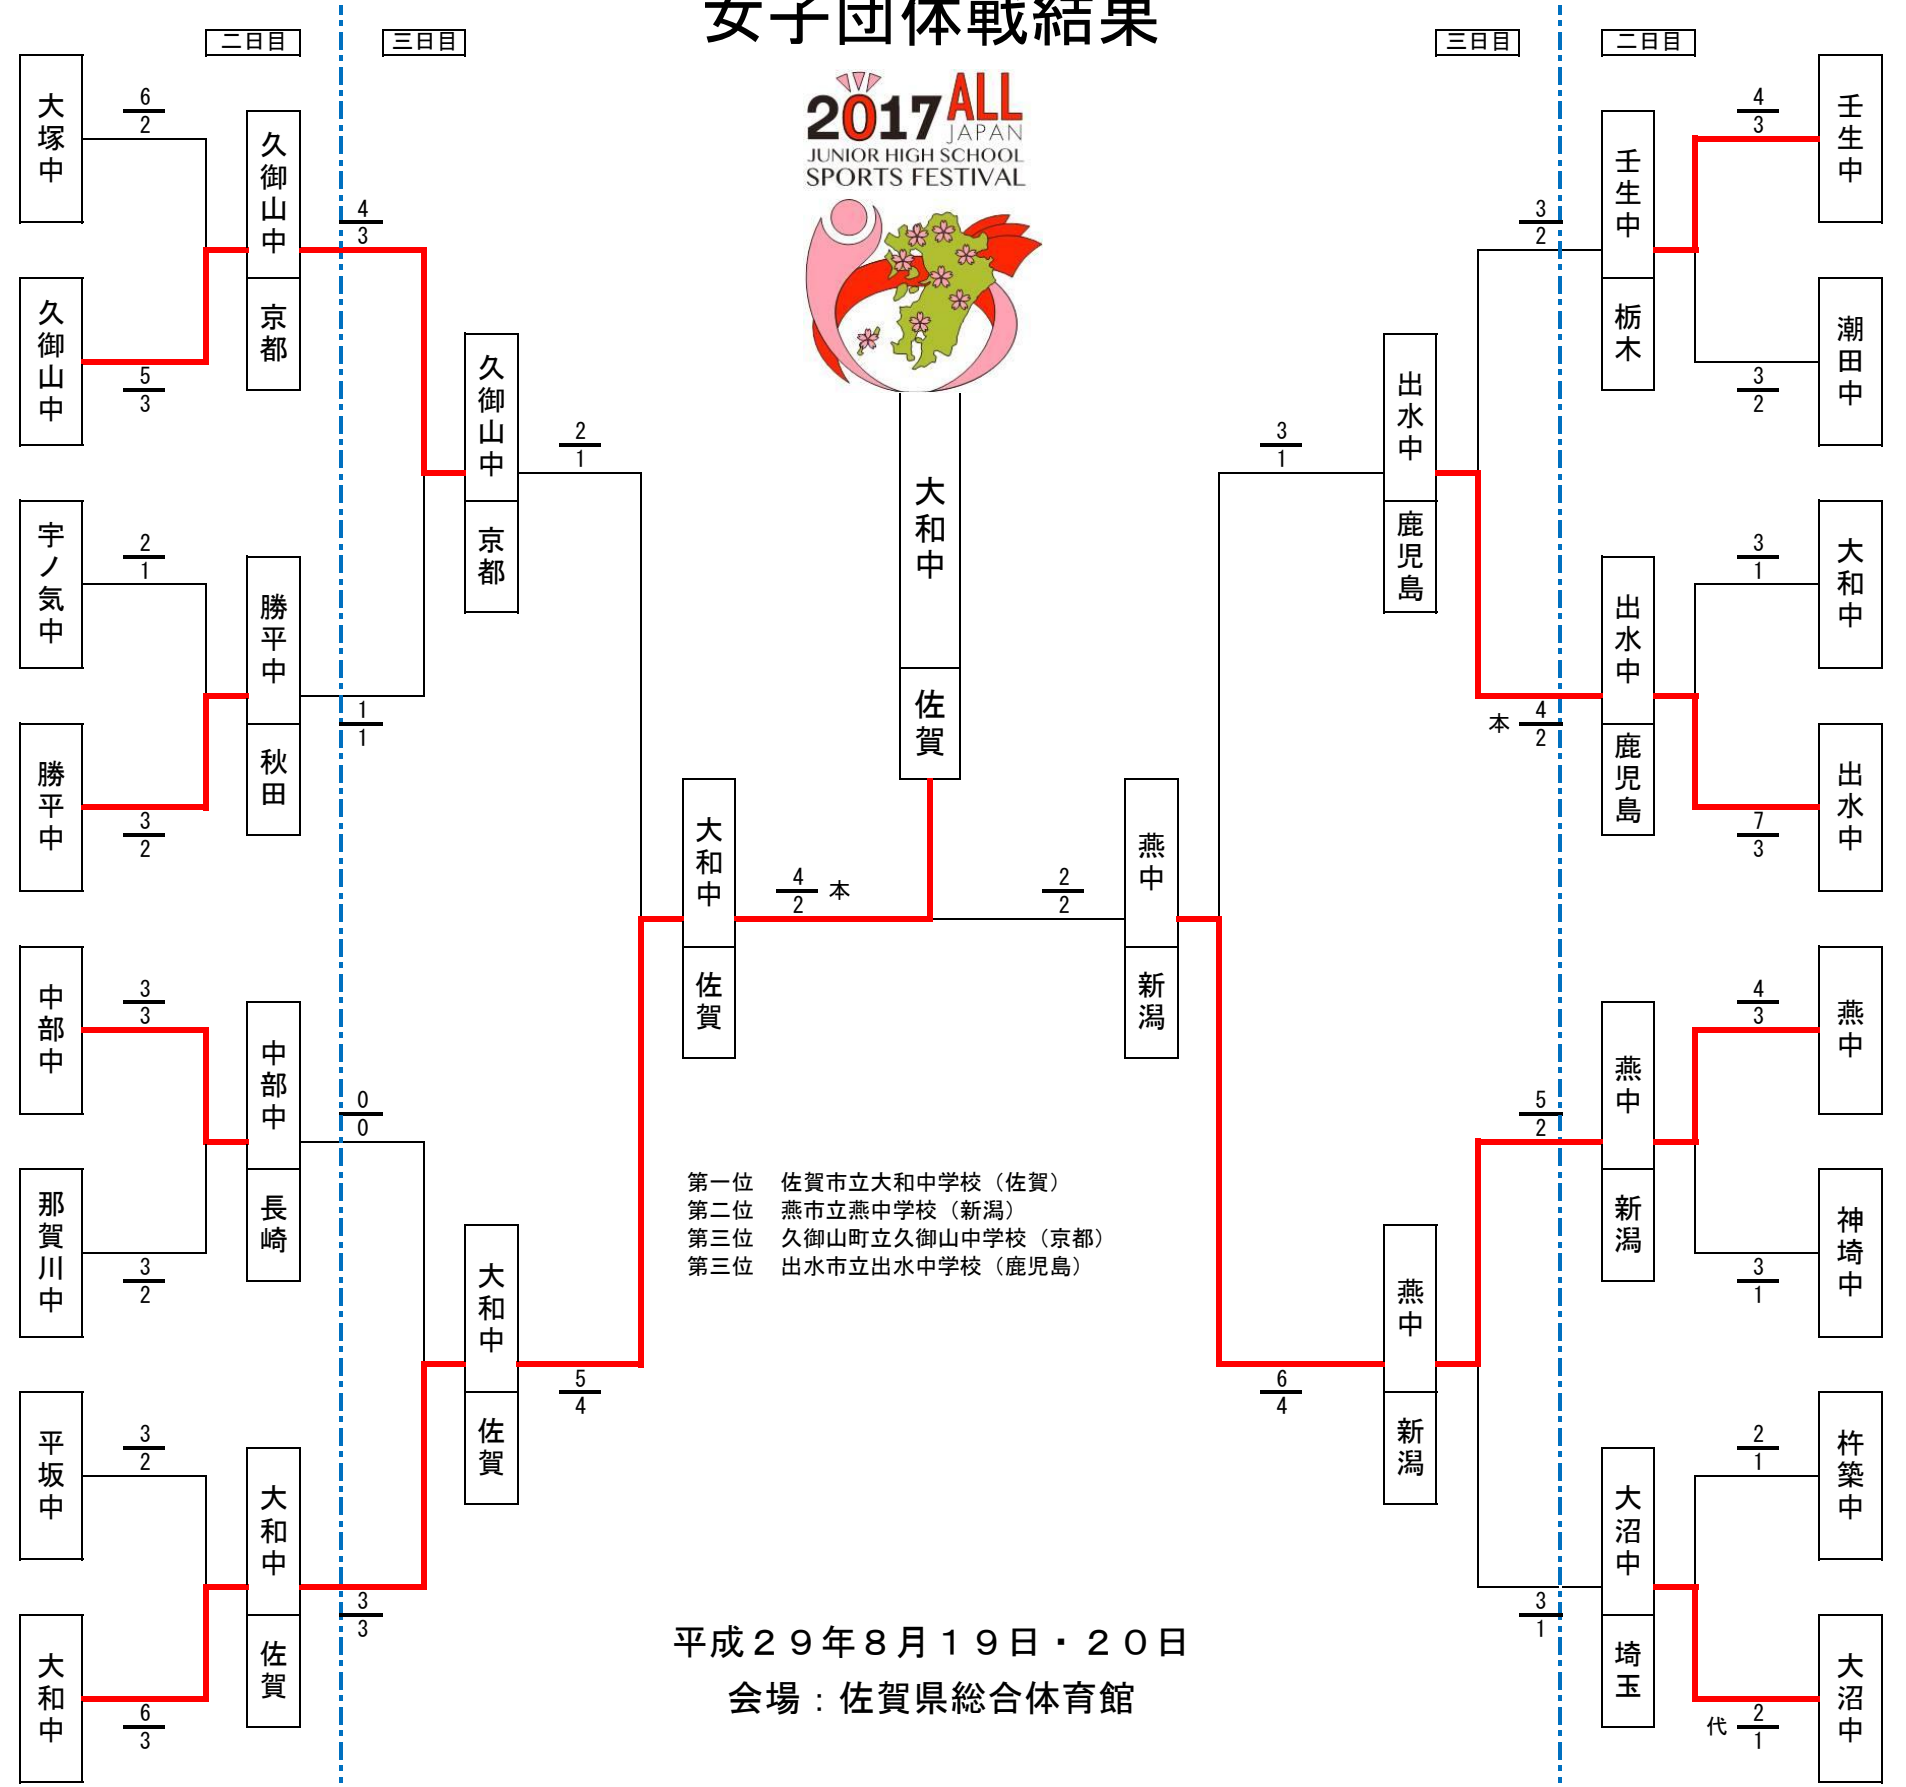 女子団体戦結果
二日目
三日目
三日目
二日目
2017 ALL
JAPAN
JUNIOR HIGH SCHOOL
SPORTS FESTIVAL
大塚中
6
2
久御山中
5
3
宇ノ気中
2
1
勝平中
3
2
中部中
3
3
那賀川中
3
2
平坂中
3
2
大和中
6
3
久御山中
京都
4
3
勝平中
秋田
1
1
中部中
長崎
0
0
大和中
佐賀
3
3
久御山中
京都
2
1
大和中
佐賀
5
4
大和中
佐賀
4
2
本
大和中
佐賀
燕中
新潟
2
2
出水中
鹿児島
3
1
燕中
新潟
6
4
壬生中
栃木
3
2
出水中
鹿児島
本
4
2
燕中
新潟
5
2
大沼中
埼玉
3
1
壬生中
4
3
潮田中
3
2
大和中
3
1
出水中
7
3
燕中
4
3
神埼中
3
1
杵築中
2
1
大沼中
代
2
1
第一位 佐賀市立大和中学校（佐賀）
第二位 燕市立燕中学校（新潟）
第三位 久御山町立久御山中学校（京都）
第三位 出水市立出水中学校（鹿児島）
平成２９年８月１９日・２０日
会場：佐賀県総合体育館